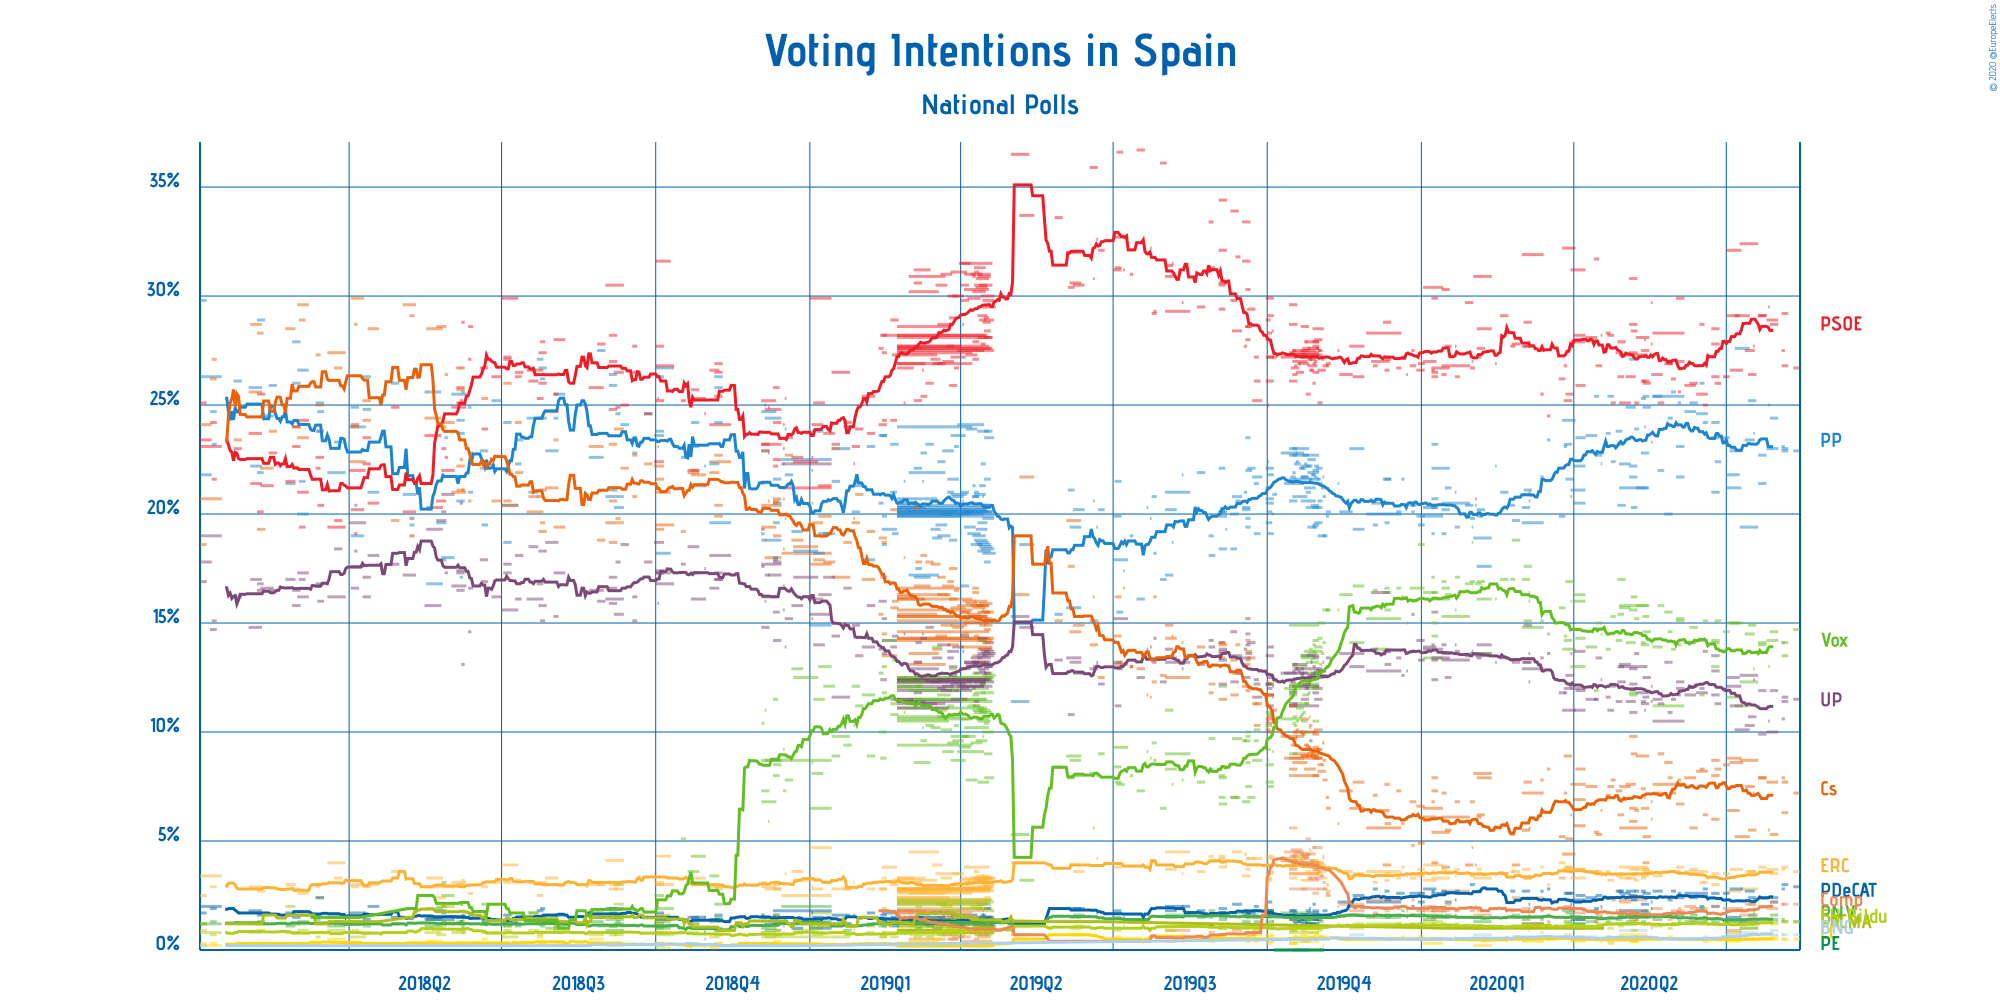 Voting Intentions in Spain
National Polls
© 2020 @EuropeElects
35%
30%
25%
20%
15%
10%
5%
0%
PSOE
PP
Vox
UP
Cs
ERC
PDeCAT
PE
2018Q2
2018Q3
2018Q4
2019Q1
2019Q2
2019Q3
2019Q4
2020Q1
2020Q2